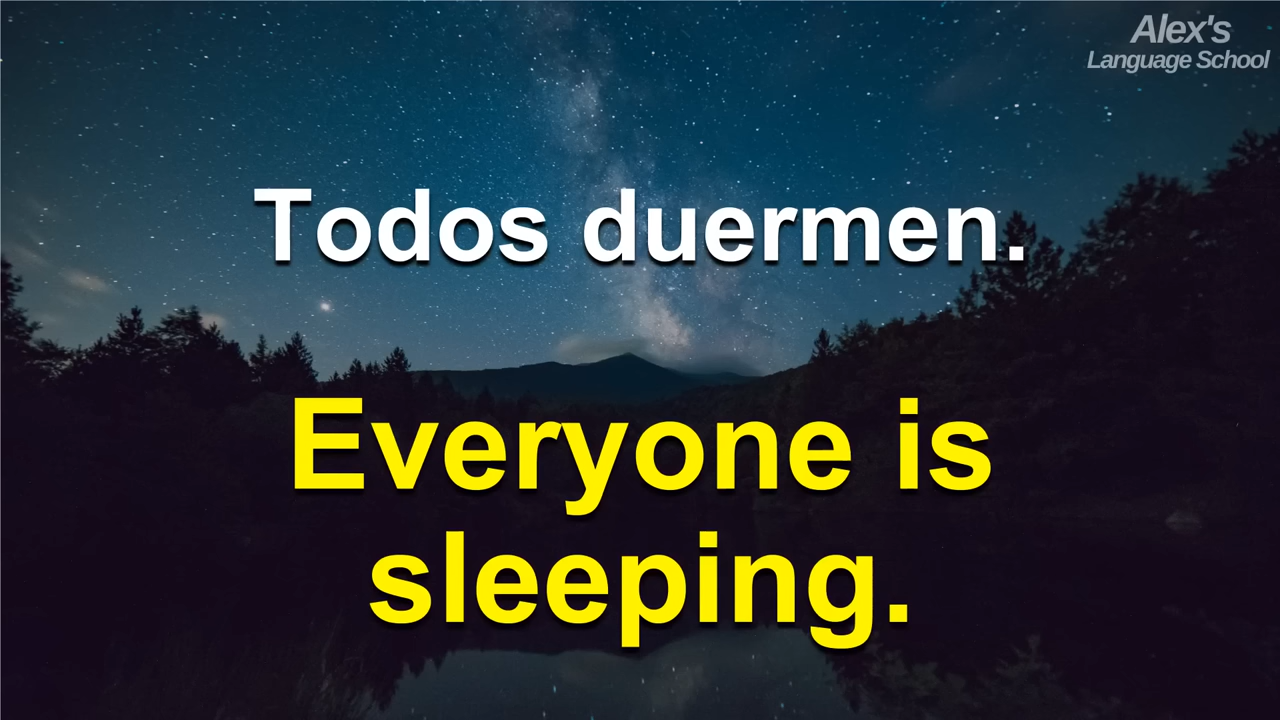 Alex's
Language School
Todos duermen.
Everyone is
sleeping.